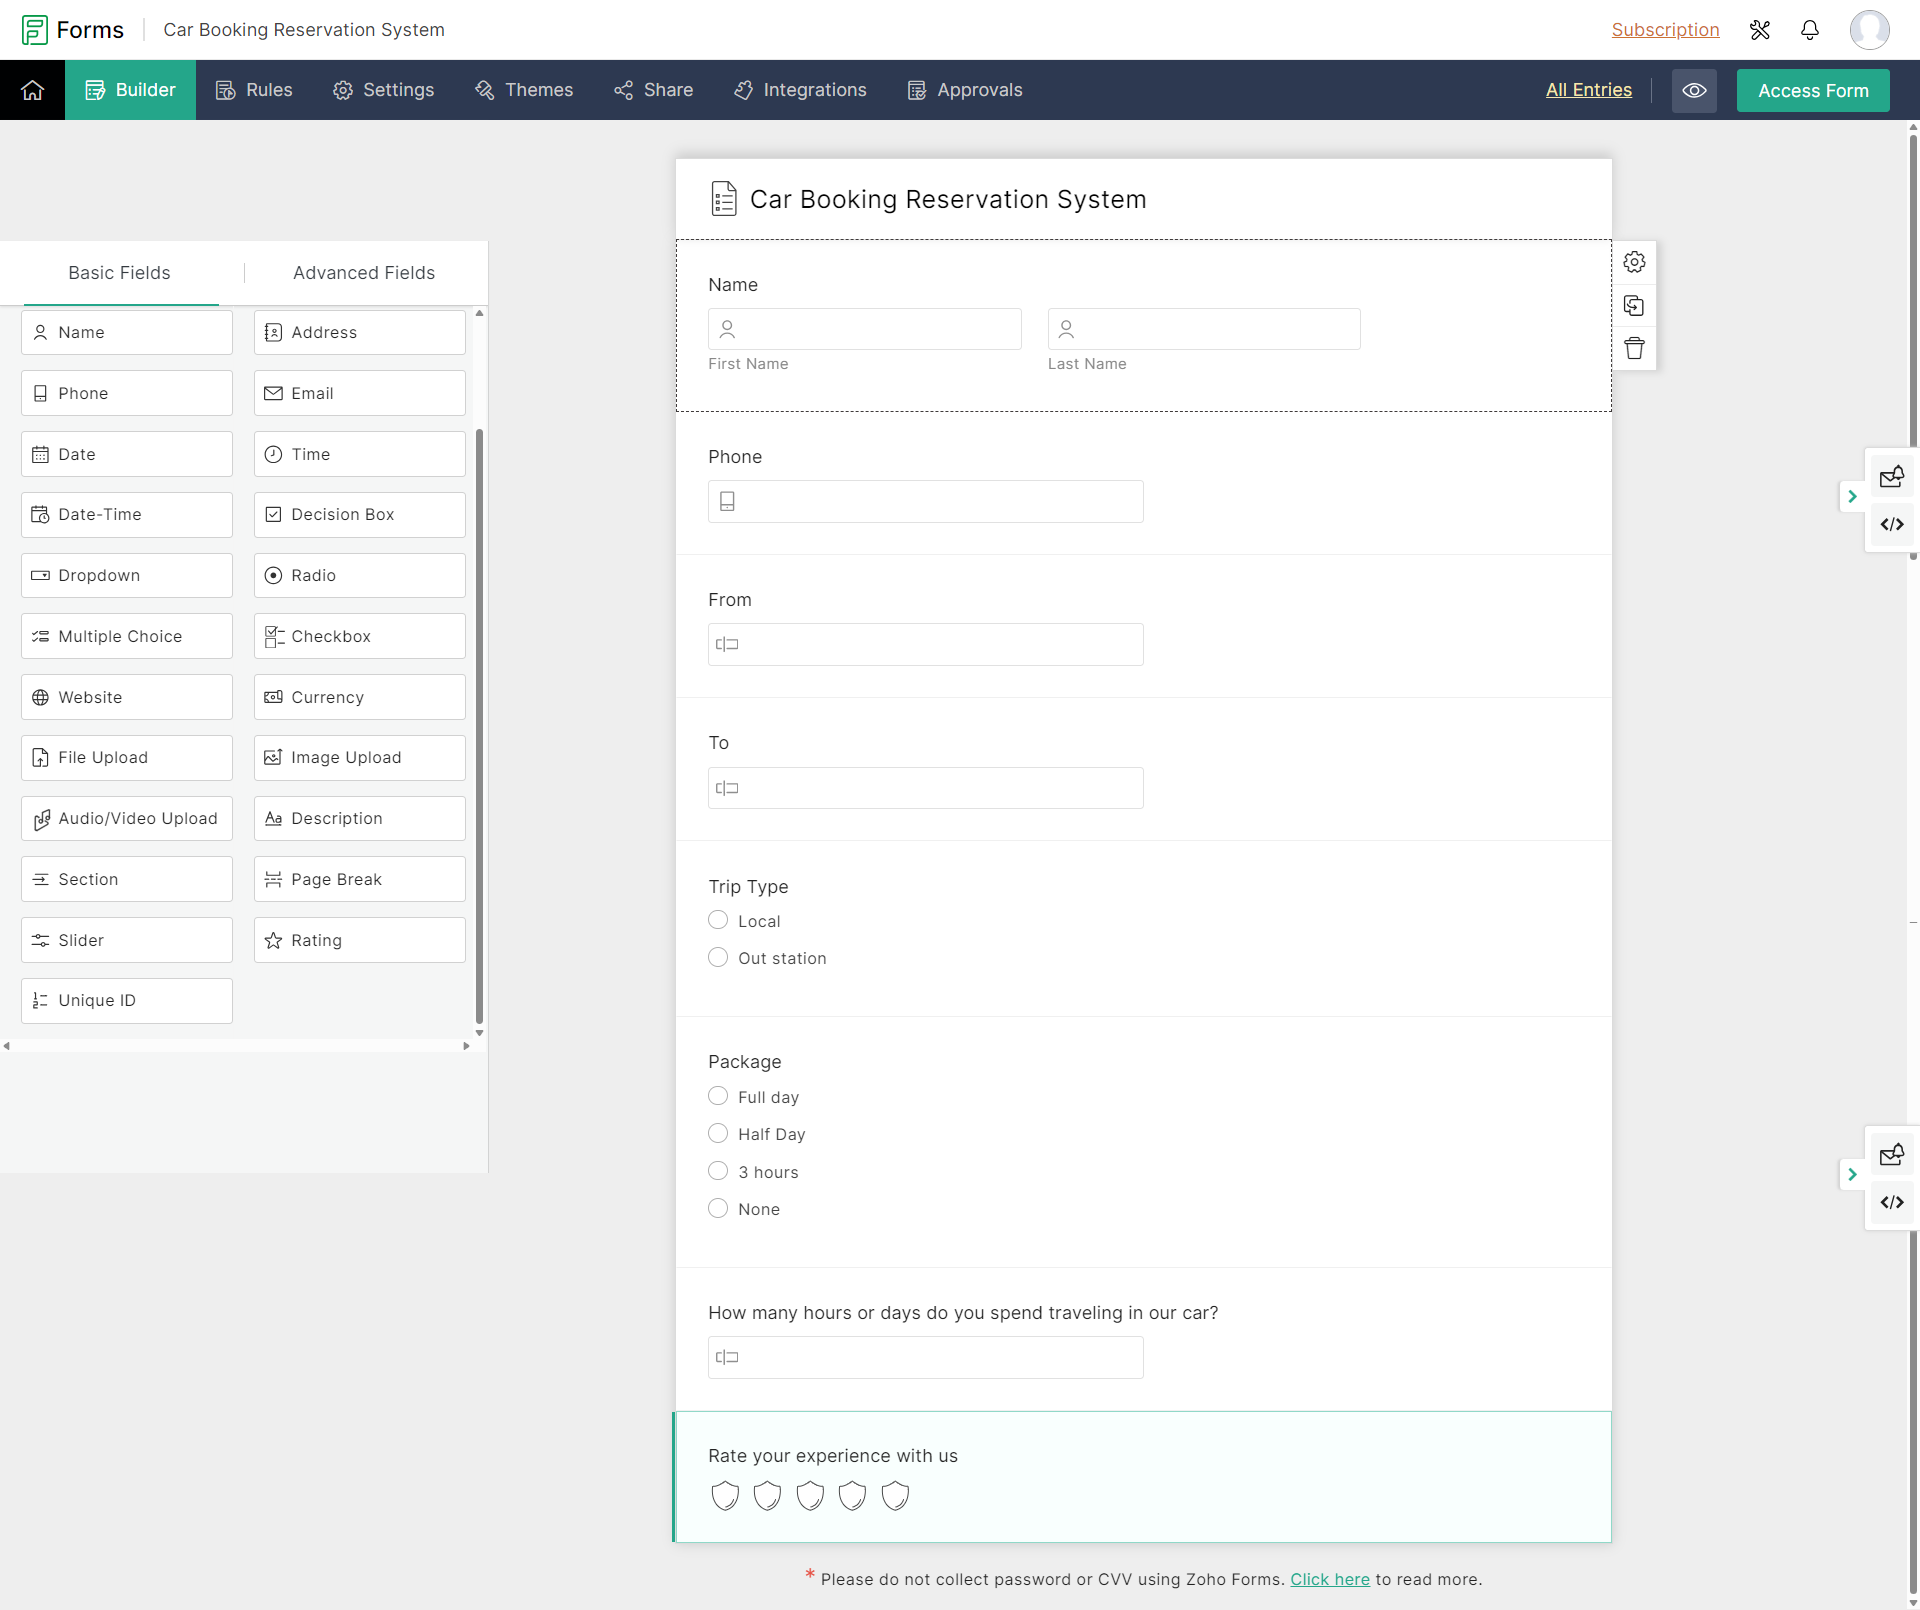 Forms
Car Booking Reservation System
Subscription
Builder
Rules
Settings
Themes
Share
Integrations
Approvals
All Entries
Access Form
Basic Fields
Advanced Fields
Name
Address
Phone
Email
Date
Time
Date-Time
Decision Box
Dropdown
Radio
Multiple Choice
Checkbox
Website
Currency
File Upload
Image Upload
Audio/Video Upload
Description
Section
Page Break
Slider
Rating
Unique ID
Car Booking Reservation System
Name
First Name
Last Name
Phone
From
To
Trip Type
Local
Out station
Package
Full day
Half Day
3 hours
None
How many hours or days do you spend traveling in our car?
Rate your experience with us
* Please do not collect password or CVV using Zoho Forms. Click here to read more.